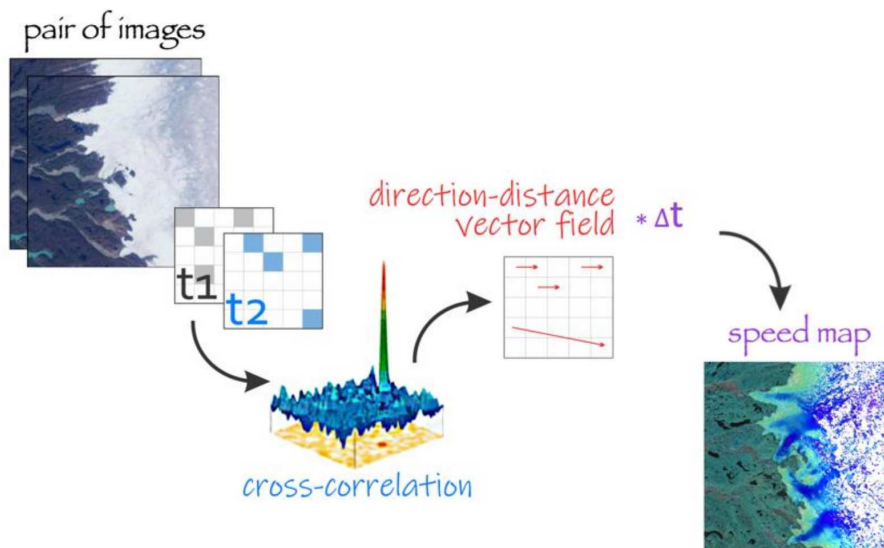 pair of images
t1
t2
cross-correlation
direction-distance
vector field * Δt
speed map